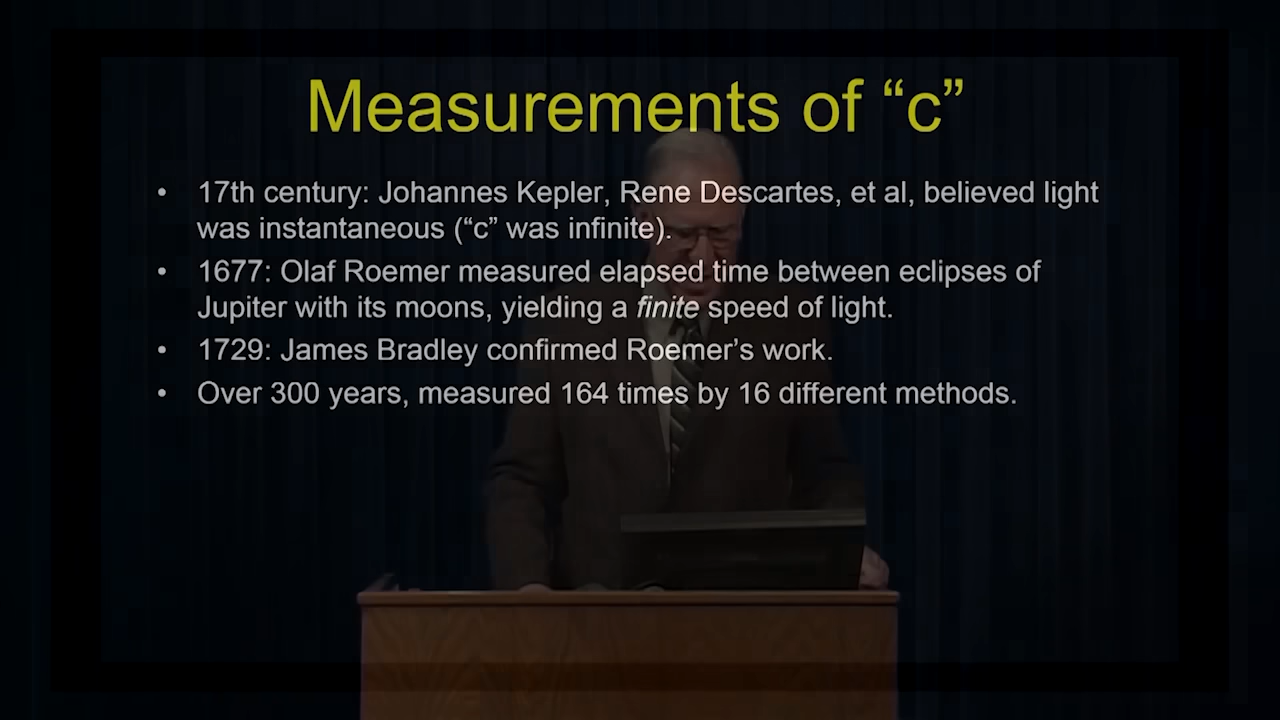 Measurements of “c”
• 17th century: Johannes Kepler, Rene Descartes, et al, believed light
was instantaneous (“c” was infinite).
• 1677: Olaf Roemer measured elapsed time between eclipses of
Jupiter with its moons, yielding a finite speed of light.
• 1729: James Bradley confirmed Roemer’s work.
• Over 300 years, measured 164 times by 16 different methods.